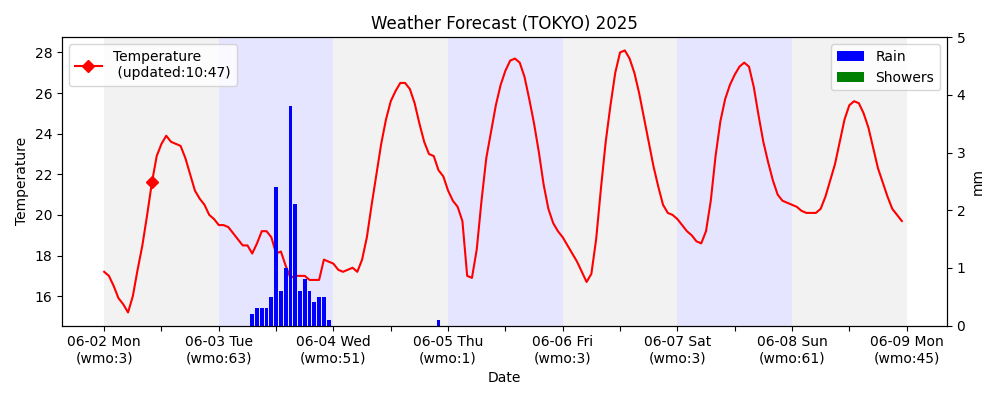 Weather Forecast (TOKYO) 2025
Temperature
(updated:10:47)
Rain
Showers
28
26
24
22
20
18
16
Temperature
5
4
3
2
1
0
mm
06-02 Mon
(wmo:3)
06-03 Tue
(wmo:63)
06-04 Wed
(wmo:51)
06-05 Thu
(wmo:1)
06-06 Fri
(wmo:3)
06-07 Sat
(wmo:3)
06-08 Sun
(wmo:61)
06-09 Mon
(wmo:45)
Date